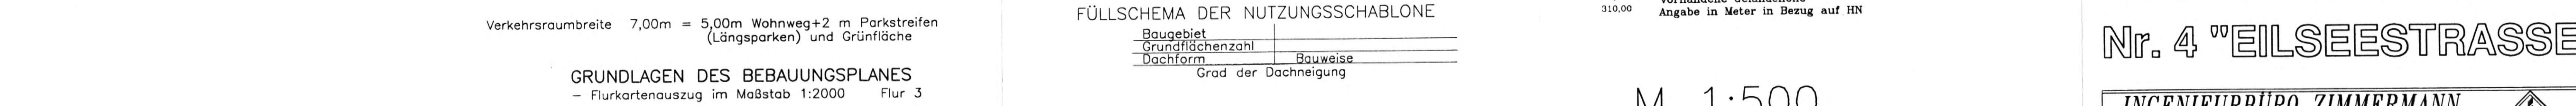 Verkehrsraumbreite 7,00m = 5,00m Wohnweg+2 m Parkstreifen
(Längsparken) und Grünfläche
GRUNDLAGEN DES BEBAUUNGSPLANES
– Flurkartenauszug im Maßstab 1:2000 Flur 3
FÜLLSCHEMA DER NUTZUNGSSCHABLONE
Baugebiet
Grundflächenzahl
Dachform Bauweise
Grad der Dachneigung
310,00 Angabe in Meter in Bezug auf HN
M 1:500
Nr. 4 "EILSEESTRASSE
INGENIEURBÜRO ZIMMERMANN